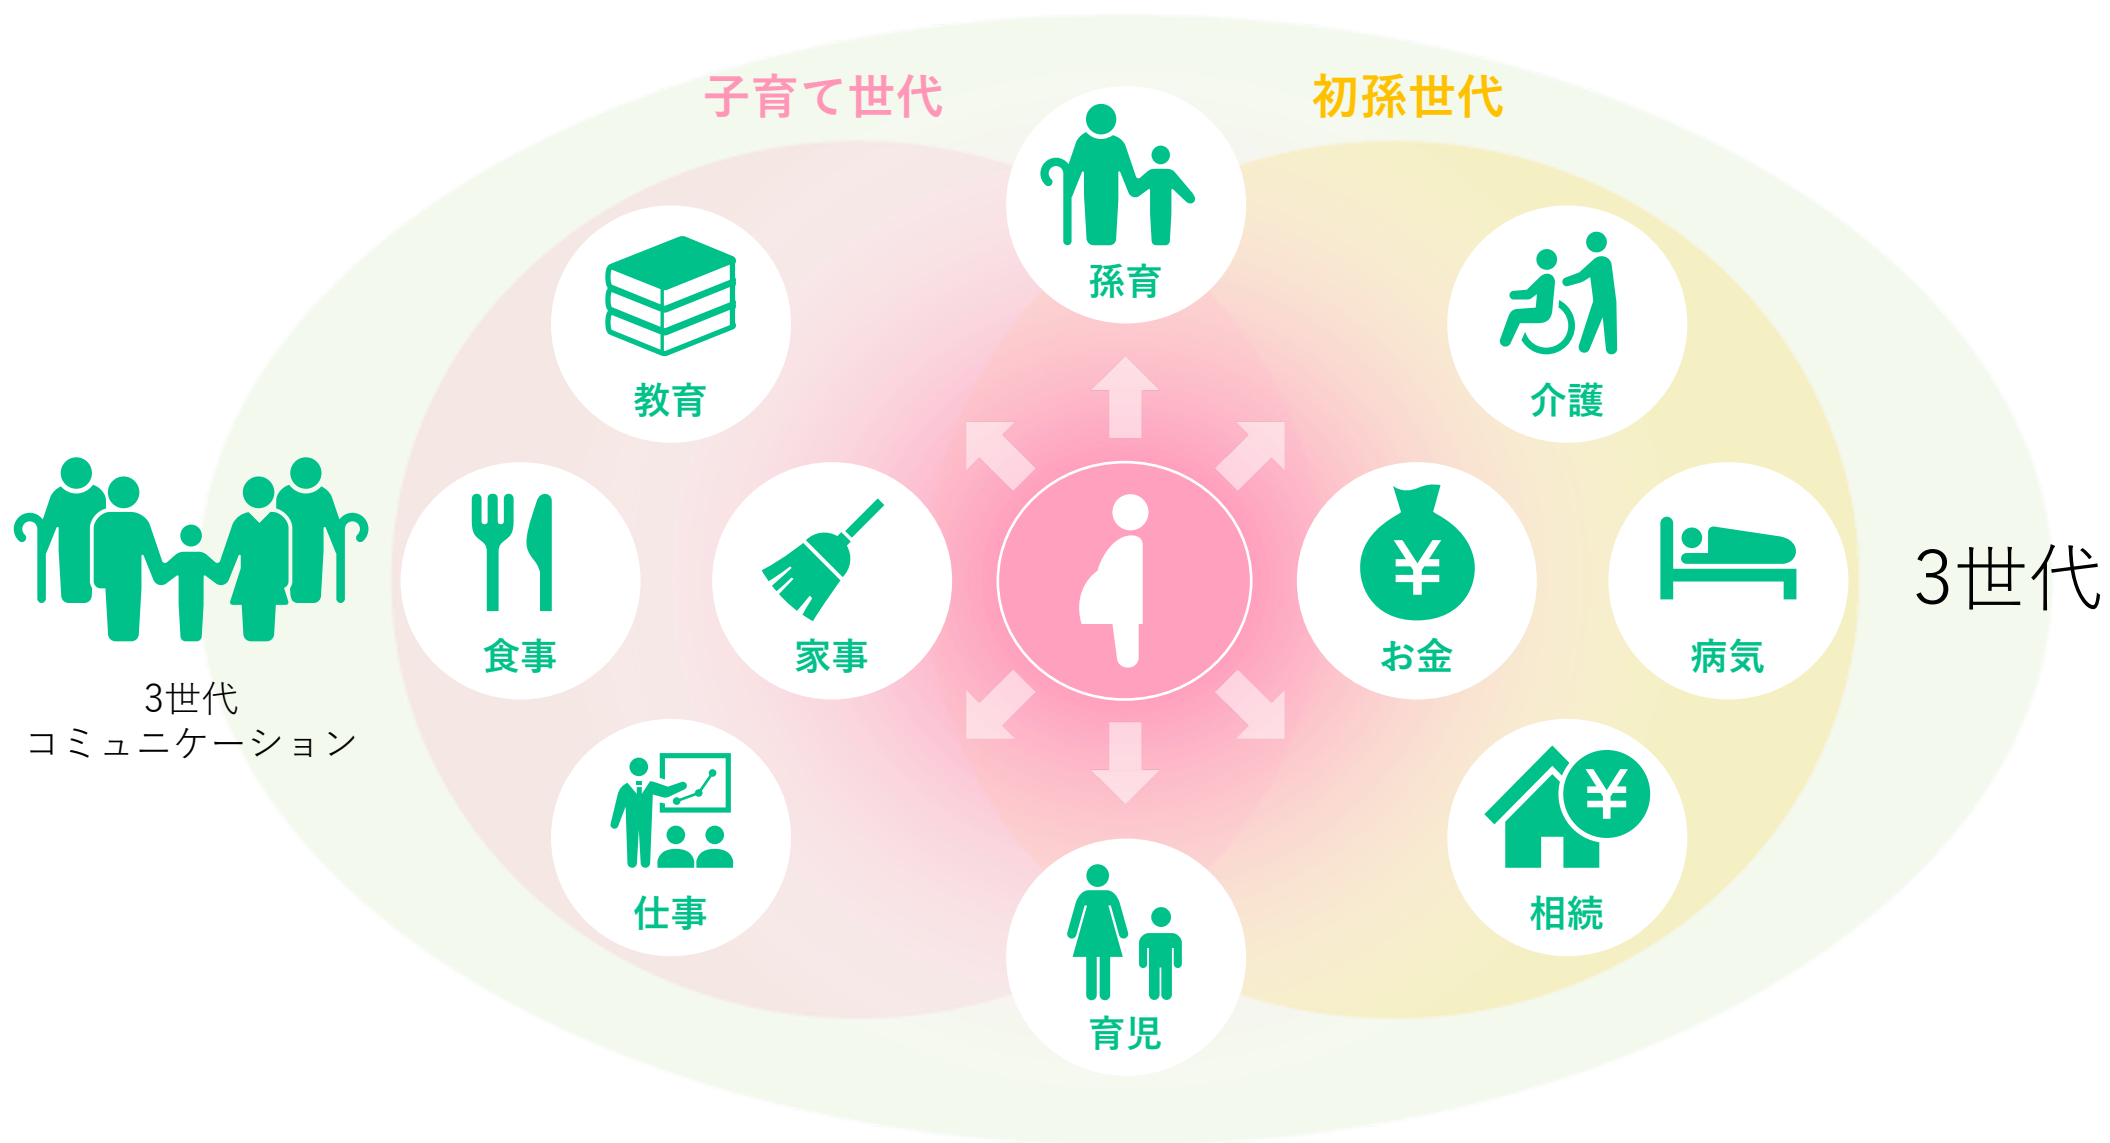 子育て世代
初孫世代
孫育
教育
介護
食事
家事
お金
病気
3世代
3世代
コミュニケーション
仕事
相続
育児